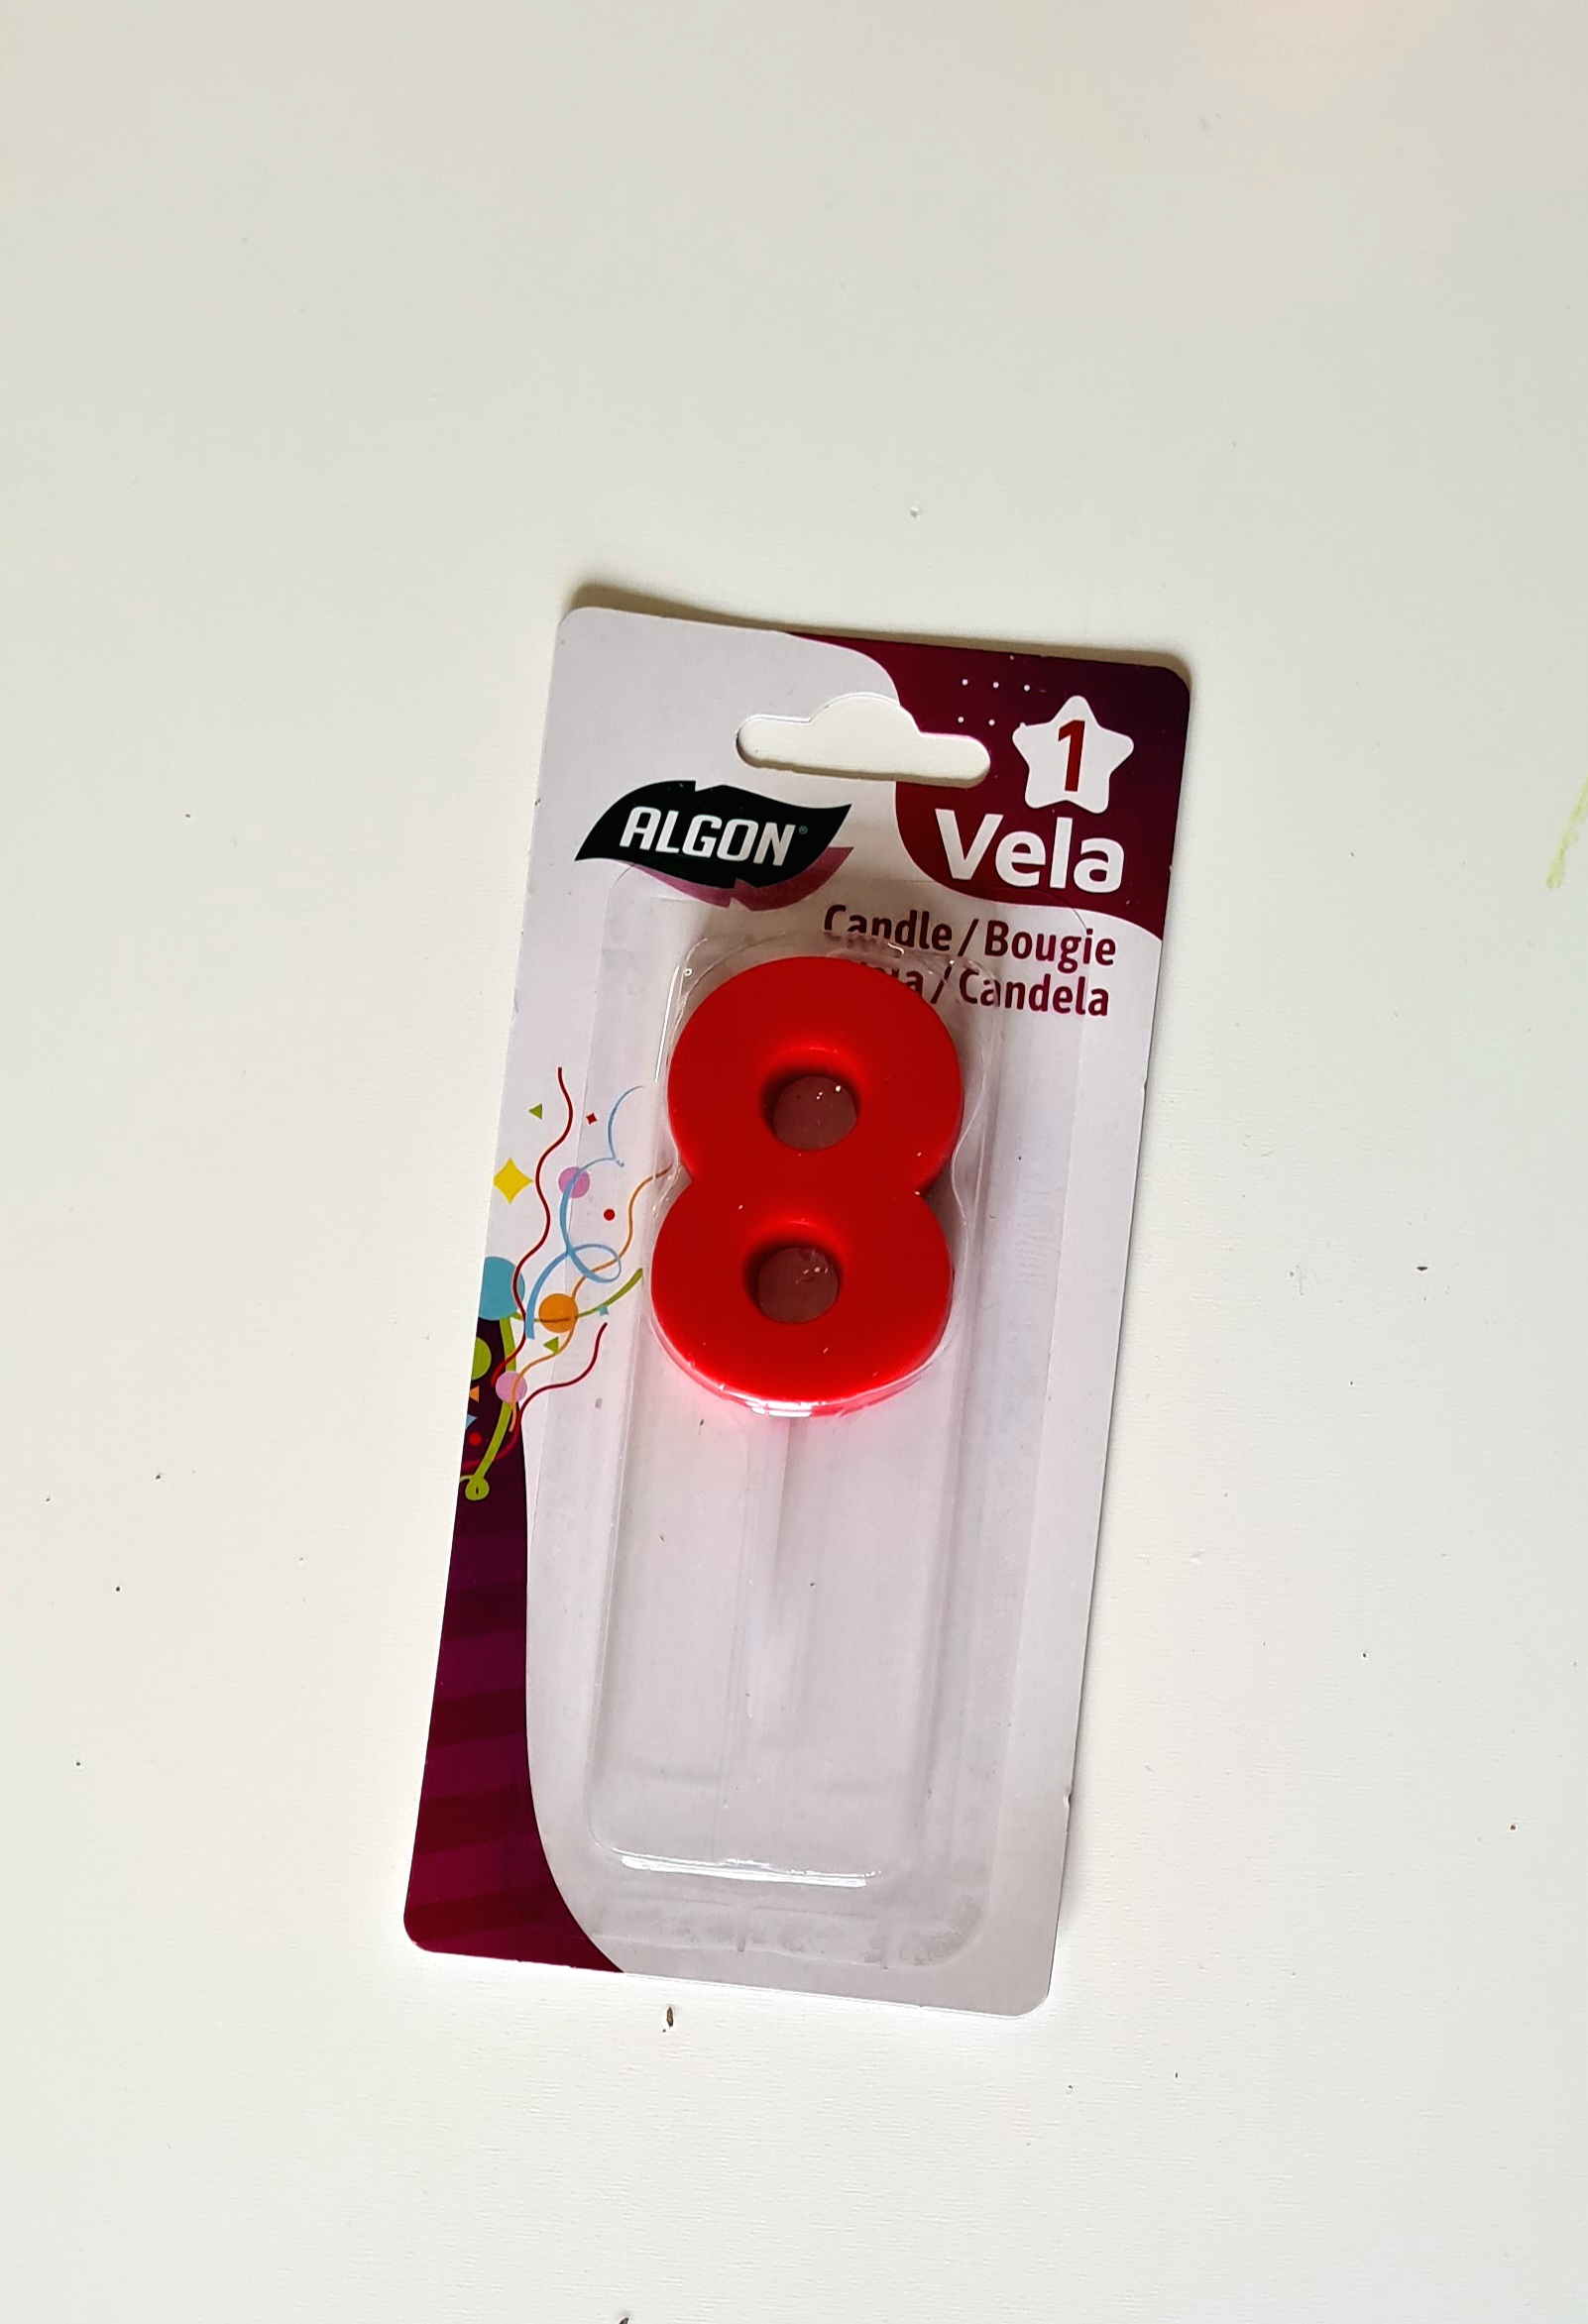 1
ALGON®
Vela
Candle / Bougie
/ Candela
8